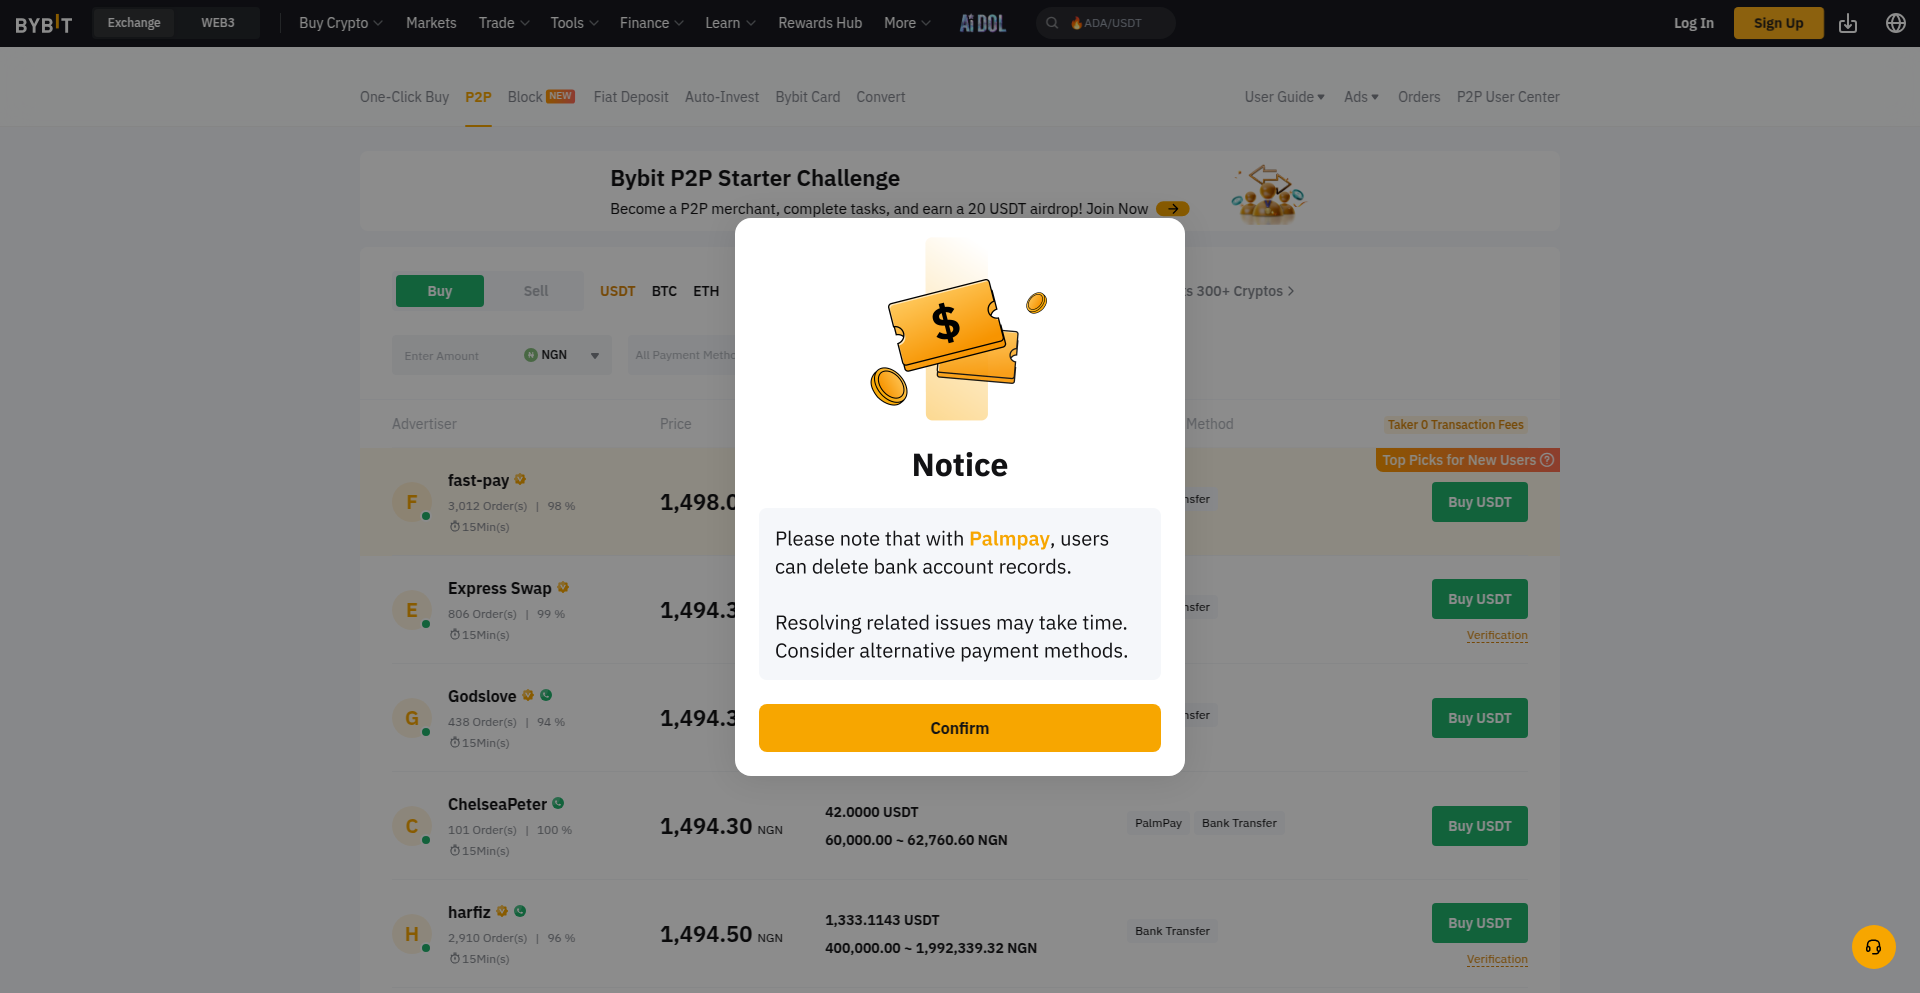 BYBIT Exchange WEB3 Buy Crypto Markets Trade Tools Finance Learn Rewards Hub More AiDOL ADA/USDT Log In Sign Up
One-Click Buy P2P Block NEW Fiat Deposit Auto-Invest Bybit Card Convert User Guide Ads Orders P2P User Center
Bybit P2P Starter Challenge
Become a P2P merchant, complete tasks, and earn a 20 USDT airdrop! Join Now
Buy Sell USDT BTC ETH 300+ Cryptos
Enter Amount NGN All Payment
Advertiser Price Method Taker 0 Transaction Fees
Top Picks for New Users
fast-pay
3,012 Order(s) | 98 %
15Min(s)
1,498.0
Buy USDT
Express Swap
806 Order(s) | 99 %
15Min(s)
1,494.3
Buy USDT
Verification
Godslove
438 Order(s) | 94 %
15Min(s)
1,494.3
Buy USDT
ChelseaPeter
101 Order(s) | 100 %
15Min(s)
1,494.30 NGN
42.0000 USDT
60,000.00 ~ 62,760.60 NGN
PalmPay Bank Transfer
Buy USDT
harfiz
2,910 Order(s) | 96 %
15Min(s)
1,494.50 NGN
1,333.1143 USDT
400,000.00 ~ 1,992,339.32 NGN
Bank Transfer
Buy USDT
Verification
$
Notice
Please note that with Palmpay, users
can delete bank account records.
Resolving related issues may take time.
Consider alternative payment methods.
Confirm